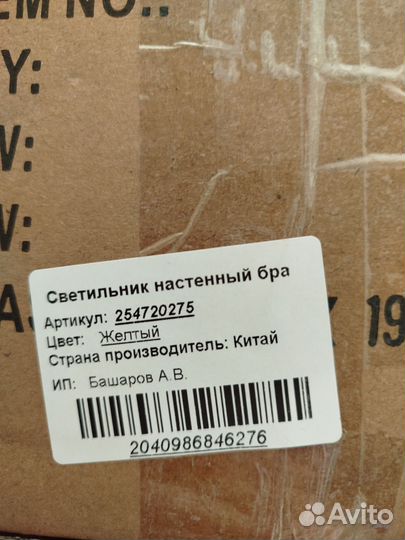 EM NO.:
Y:
W:
W:
Светильник настенный бра
Артикул: 254720275
Цвет: Желтый
Страна производитель: Китай
ИП: Башаров А.В.
2040986846276
19
Avito